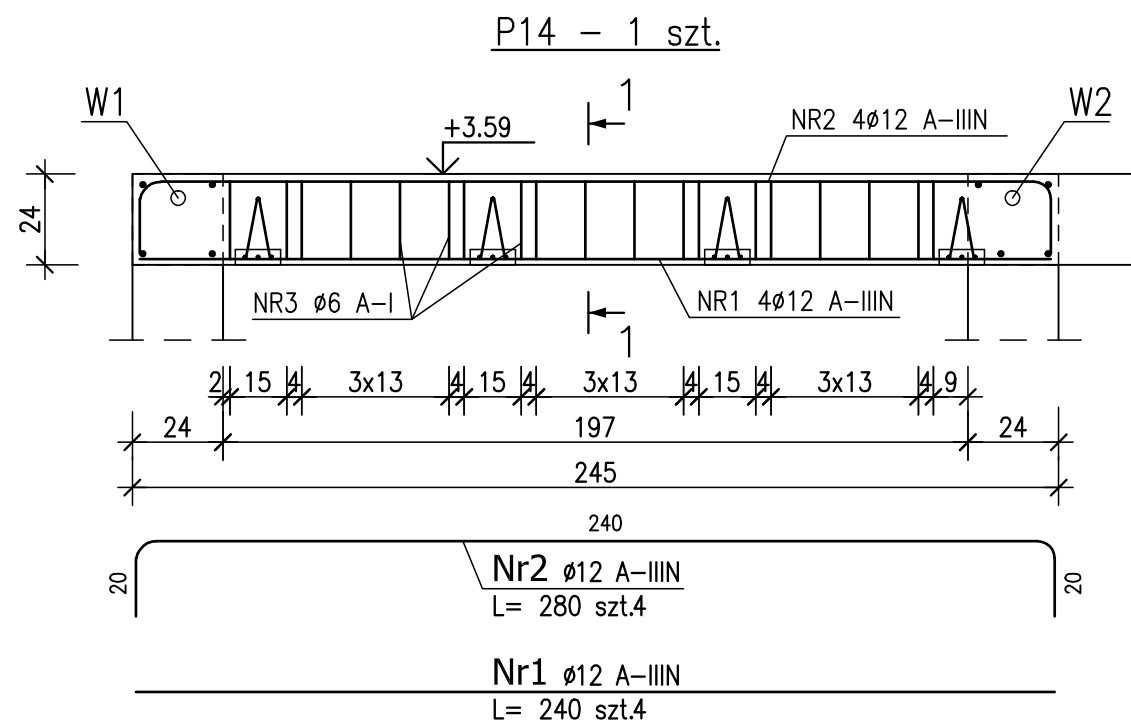 P14 – 1 szt.
W1
+3.59
1
NR2 4ø12 A-IIIN
W2
24
NR3 ø6 A-I
1
NR1 4ø12 A-IIIN
2 15 4 3x13 4 15 4 3x13 4 15 4 3x13 4 9
24 197 24
245
240
20
Nr2 ø12 A-IIIN
20
L= 280 szt.4
Nr1 ø12 A-IIIN
L= 240 szt.4